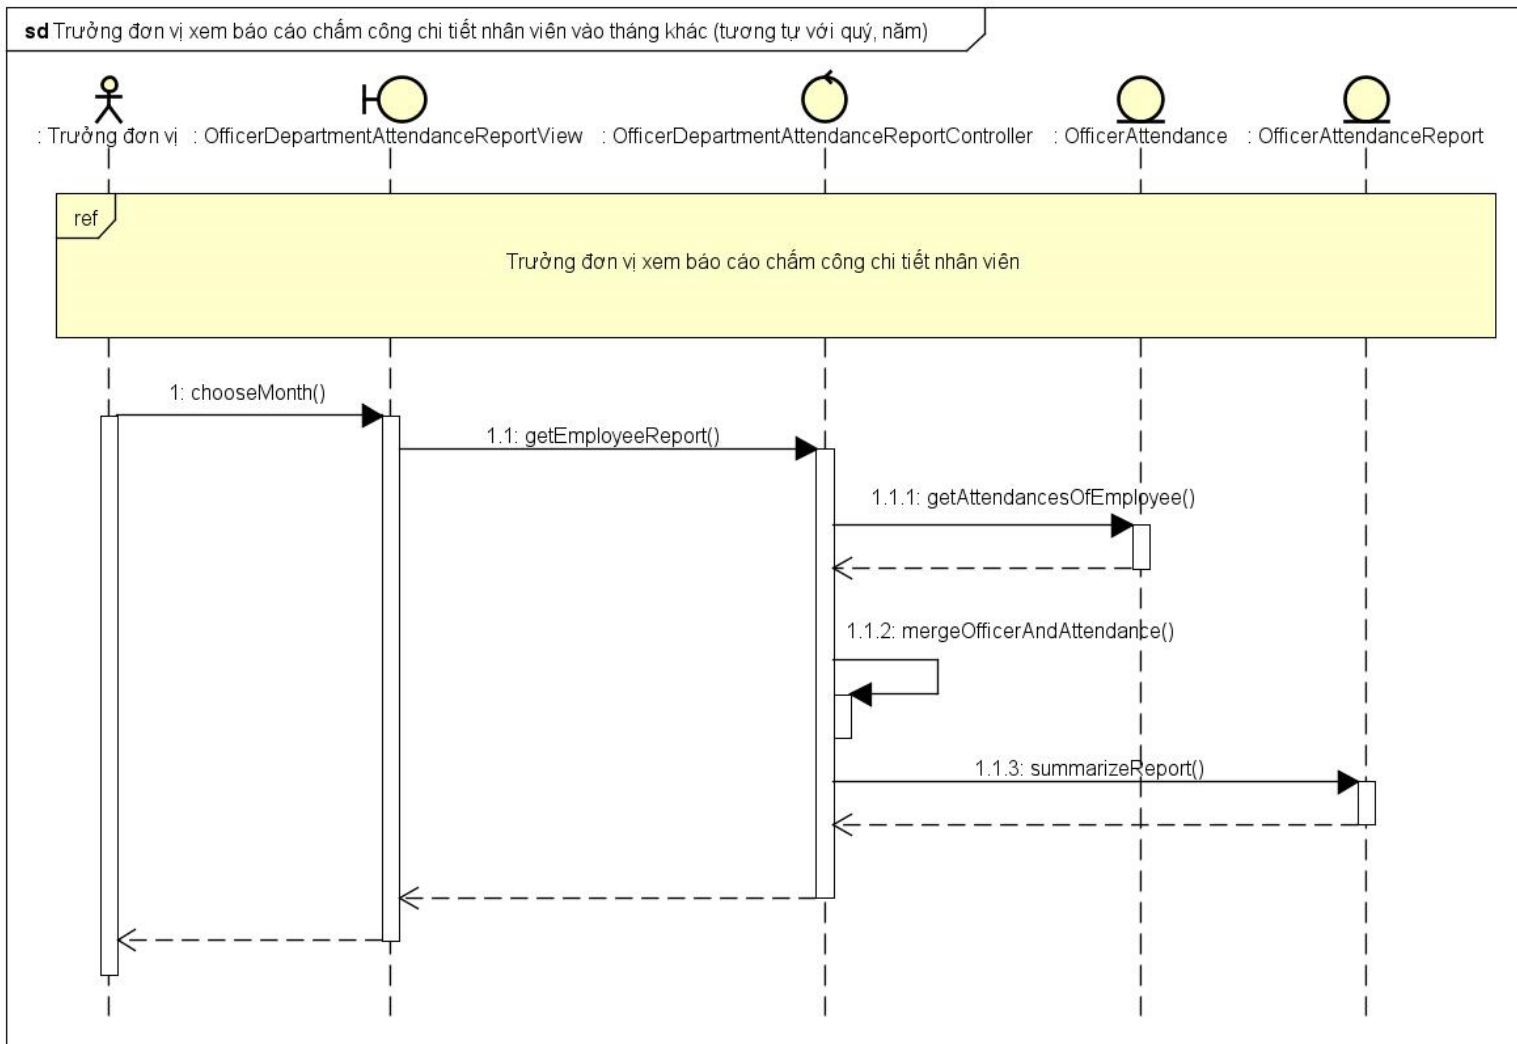 sd Trưởng đơn vị xem báo cáo chấm công chi tiết nhân viên vào tháng khác (tương tự với quý, năm)
: Trưởng đơn vị
: OfficerDepartmentAttendanceReportView
: OfficerDepartmentAttendanceReportController
: OfficerAttendance
: OfficerAttendanceReport
ref
Trưởng đơn vị xem báo cáo chấm công chi tiết nhân viên
1: chooseMonth()
1.1: getEmployeeReport()
1.1.1: getAttendancesOfEmployee()
1.1.2: mergeOfficerAndAttendance()
1.1.3: summarizeReport()